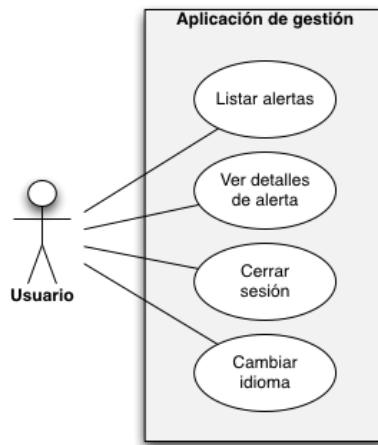 Aplicación de gestión
Listar alertas
Ver detalles
de alerta
Usuario
Cerrar
sesión
Cambiar
idioma